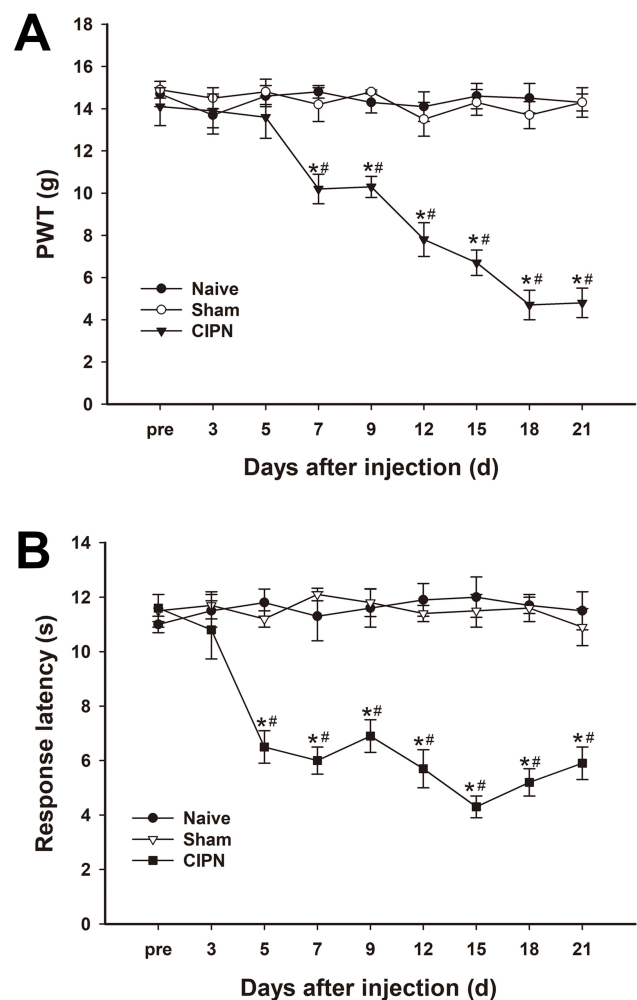 A
18
16
14
12
10
8
6
4
2
0
PWT (g)
*# *# *# *# *# *#
Naive
Sham
CIPN
pre 3 5 7 9 12 15 18 21
Days after injection (d)
B
14
12
10
8
6
4
2
0
Response latency (s)
*# *# *# *# *# *# *#
Naive
Sham
CIPN
pre 3 5 7 9 12 15 18 21
Days after injection (d)